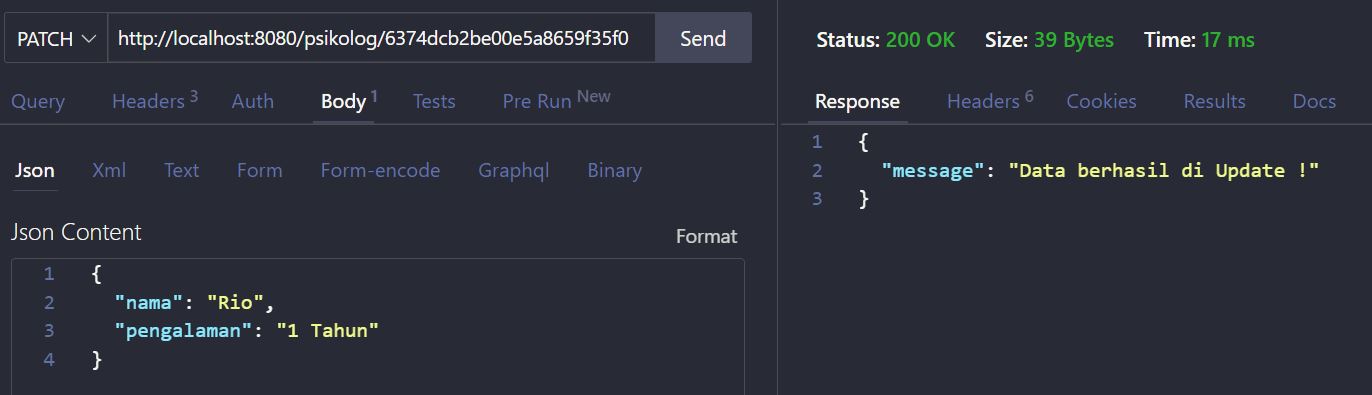 PATCH http://localhost:8080/psikolog/6374dcb2be00e5a8659f35f0 Send
Query Headers 3 Auth Body 1 Tests Pre Run New
Json Xml Text Form Form-encode Graphql Binary
Json Content
Format
1 {
2 "nama": "Rio",
3 "pengalaman": "1 Tahun"
4 }
Status: 200 OK Size: 39 Bytes Time: 17 ms
Response Headers 6 Cookies Results Docs
1 {
2 "message": "Data berhasil di Update !"
3 }